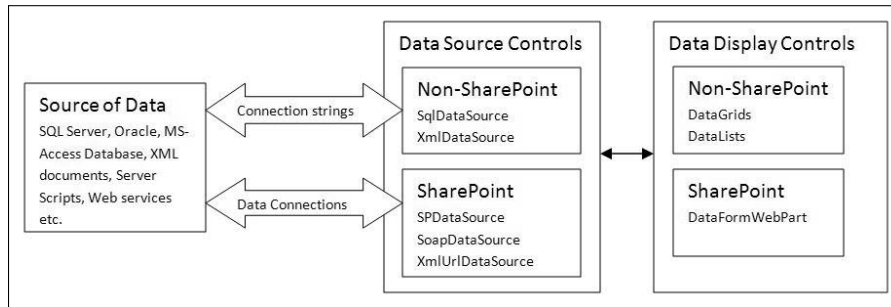 Source of Data
SQL Server, Oracle, MS-
Access Database, XML
documents, Server
Scripts, Web services
etc.
Connection strings
Data Connections
Data Source Controls
Non-SharePoint
SqlDataSource
XmlDataSource
SharePoint
SPDataSource
SoapDataSource
XmlUrlDataSource
Data Display Controls
Non-SharePoint
DataGrids
DataLists
SharePoint
DataFormWebPart